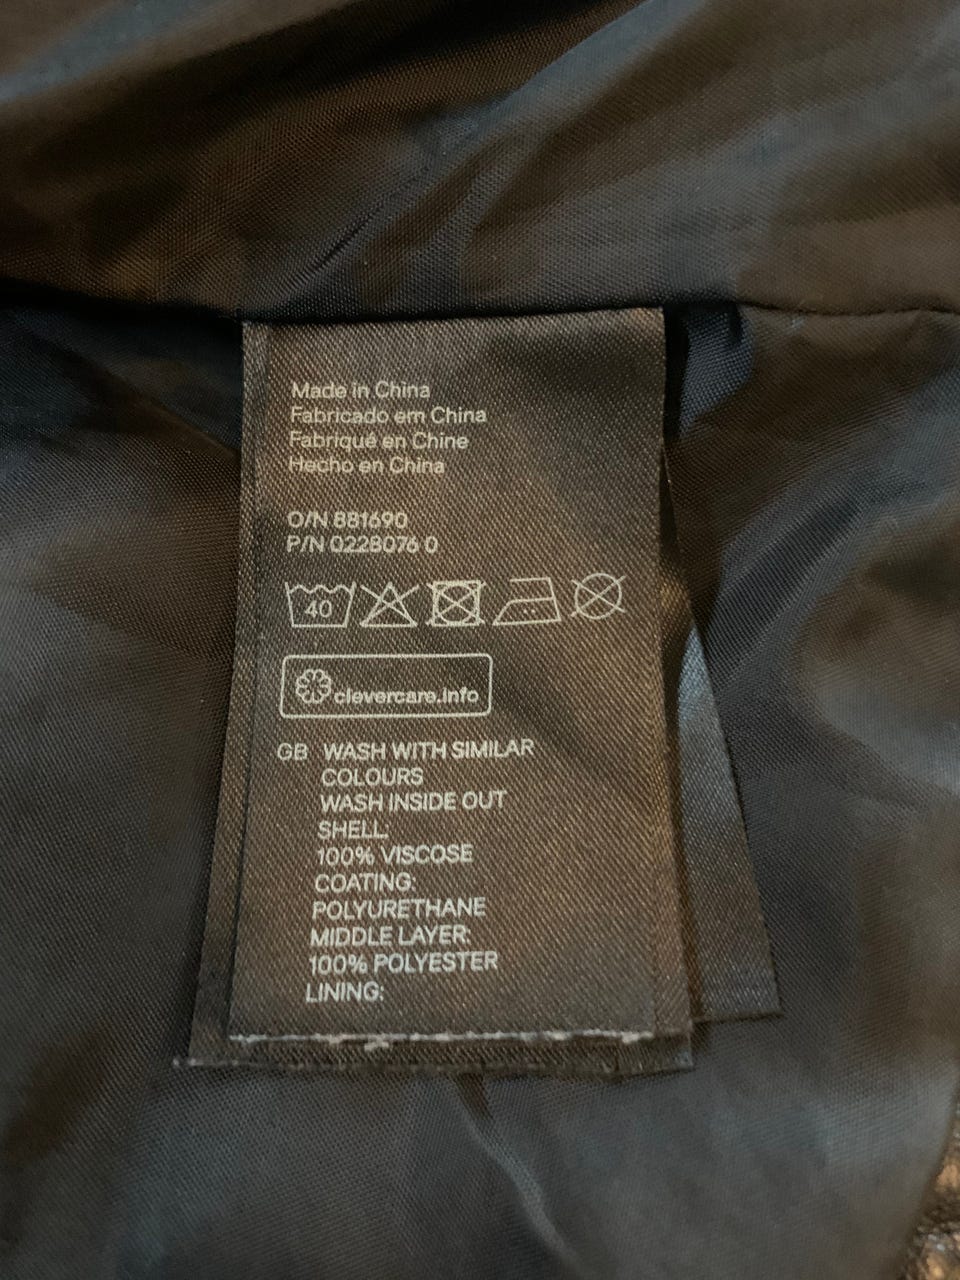 Made in China
Fabricado em China
Fabriqué en Chine
Hecho en China
O/N 881690
P/N 0228076 0
40
clevercare.info
GB WASH WITH SIMILAR
COLOURS
WASH INSIDE OUT
SHELL:
100% VISCOSE
COATING:
POLYURETHANE
MIDDLE LAYER:
100% POLYESTER
LINING: